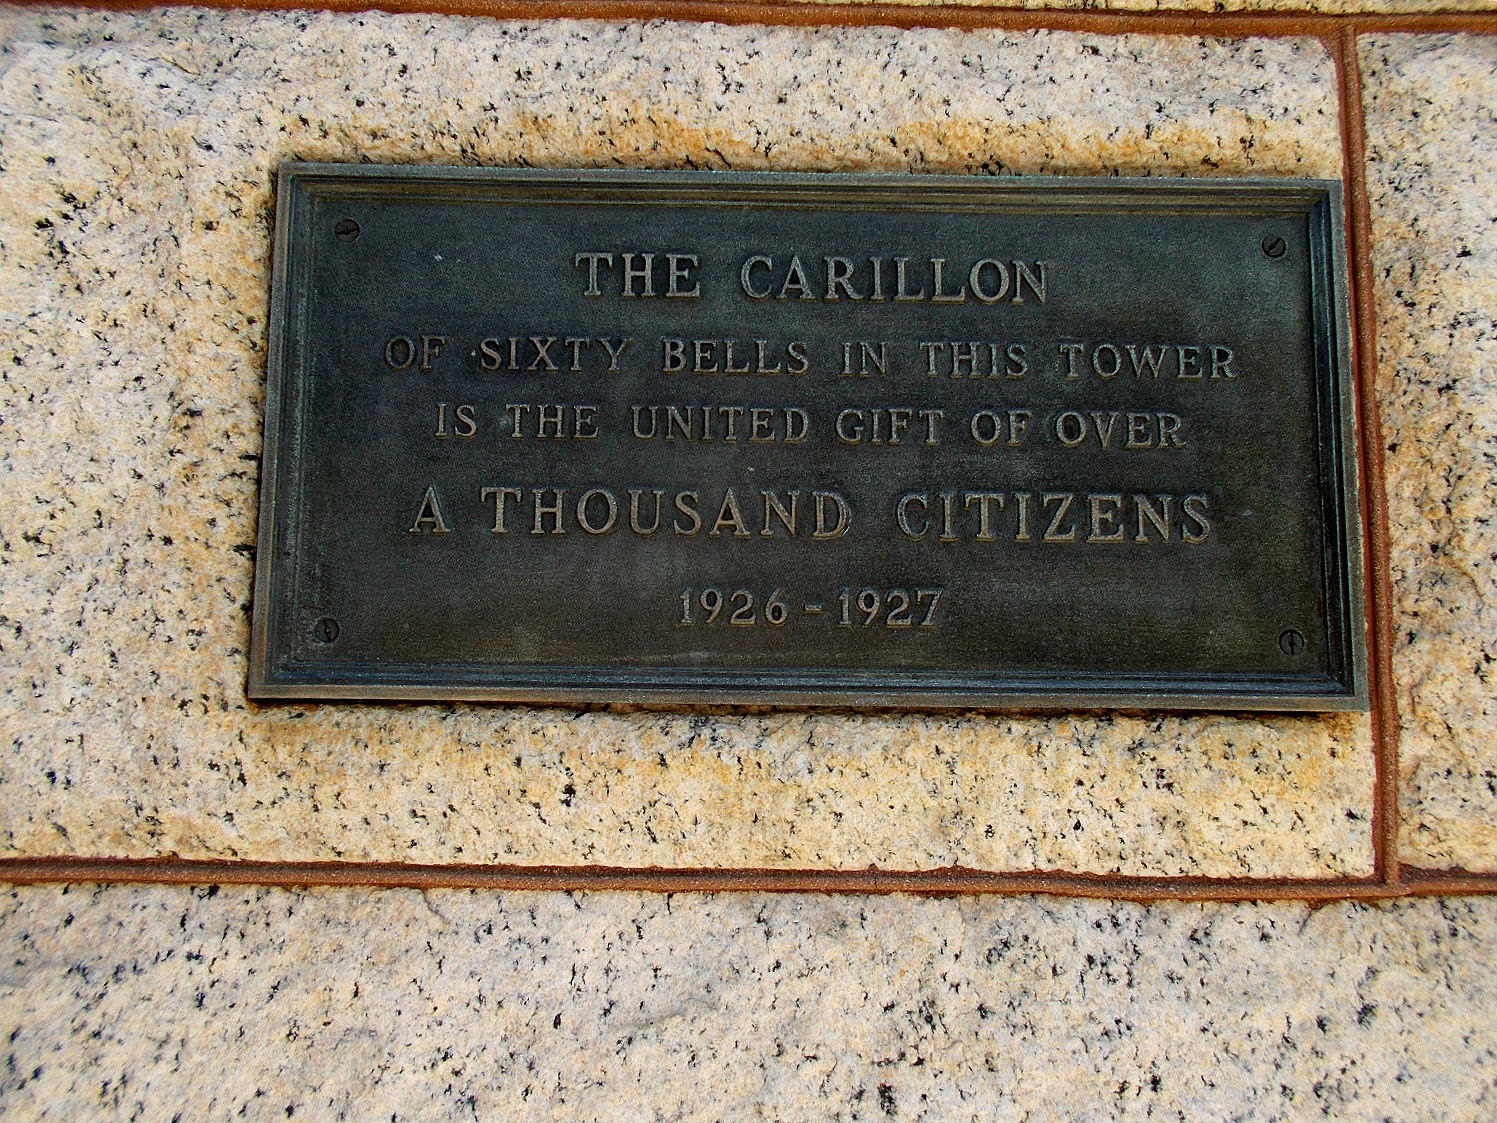 THE CARILLON
OF SIXTY BELLS IN THIS TOWER
IS THE UNITED GIFT OF OVER
A THOUSAND CITIZENS
1926-1927